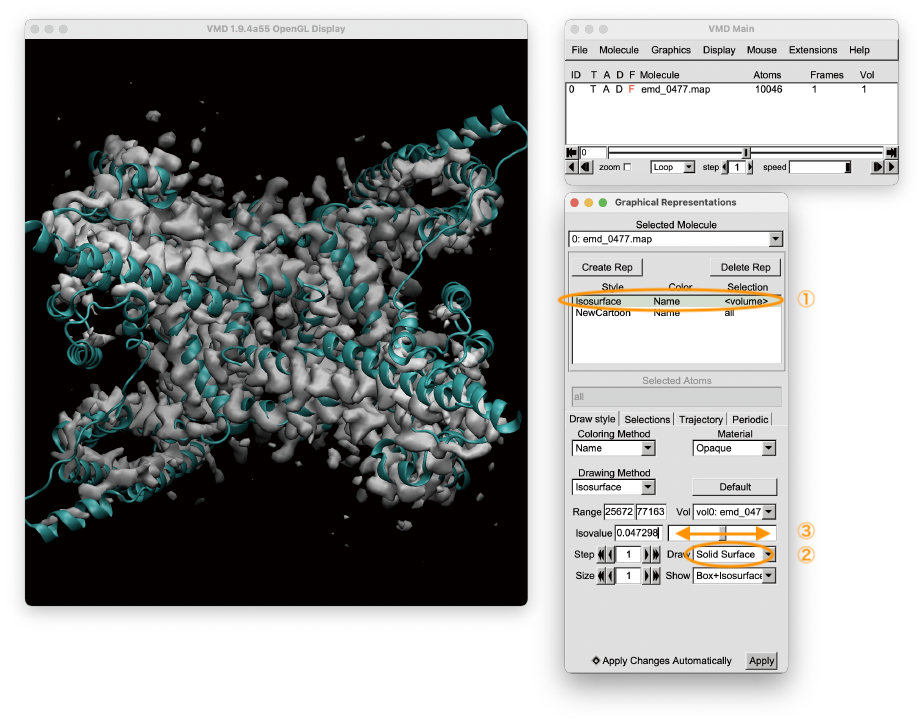 VMD 1.9.4a55 OpenGL Display
VMD Main
File Molecule Graphics Display Mouse Extensions Help
ID T A D F Molecule Atoms Frames Vol
0 T A D F emd_0477.map 10046 1 1
0
zoom Loop step 1 speed
Graphical Representations
Selected Molecule
0: emd_0477.map
Create Rep Delete Rep
Style Color Selection
Isosurface Name <volume> ①
NewCartoon Name all
Selected Atoms
all
Draw style Selections Trajectory Periodic
Coloring Method Material
Name Opaque
Drawing Method
Isosurface Default
Range 25672 77163 Vol vol0: emd_047
Isovalue 0.047298 ③
Step 1 Draw Solid Surface ②
Size 1 Show Box+Isosurface
Apply Changes Automatically Apply